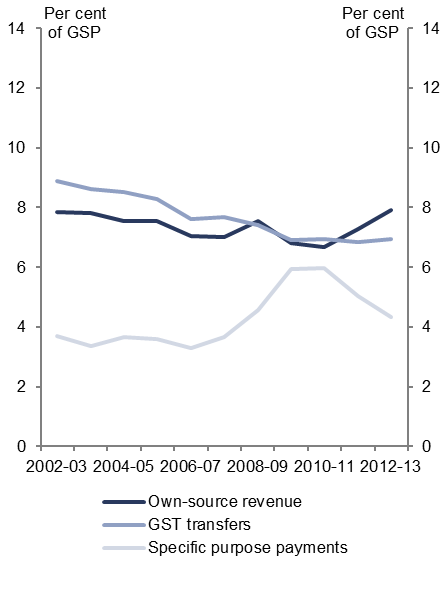 Per cent of GSP
Per cent of GSP
14 14
12 12
10 10
8 8
6 6
4 4
2 2
0 0
2002-03 2004-05 2006-07 2008-09 2010-11 2012-13
Own-source revenue
GST transfers
Specific purpose payments